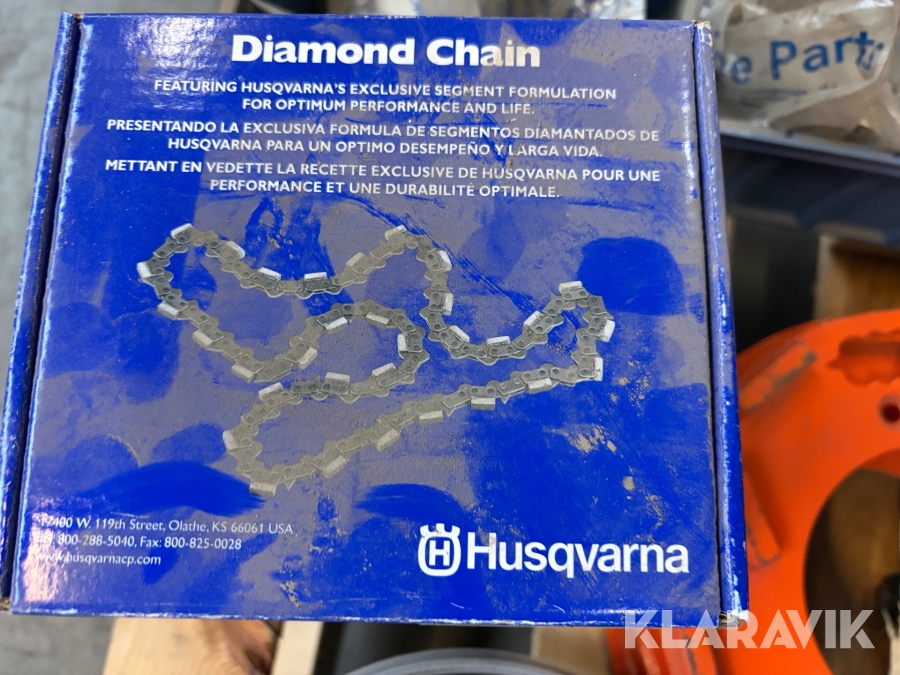 Diamond Chain
FEATURING HUSQVARNA'S EXCLUSIVE SEGMENT FORMULATION
FOR OPTIMUM PERFORMANCE AND LIFE.
PRESENTANDO LA EXCLUSIVA FORMULA DE SEGMENTOS DIAMANTADOS DE
HUSQVARNA PARA UN OPTIMO DESEMPEÑO Y LARGA VIDA.
METTANT EN VEDETTE LA RECETTE EXCLUSIVE DE HUSQVARNA POUR UNE
PERFORMANCE ET UNE DURABILITÉ OPTIMALE.
W. 119th Street, Olathe, KS 66061 USA
800-288-5040, Fax: 800-825-0028
www.husqvarnacp.com
H Husqvarna
Parts
KLARAVIK